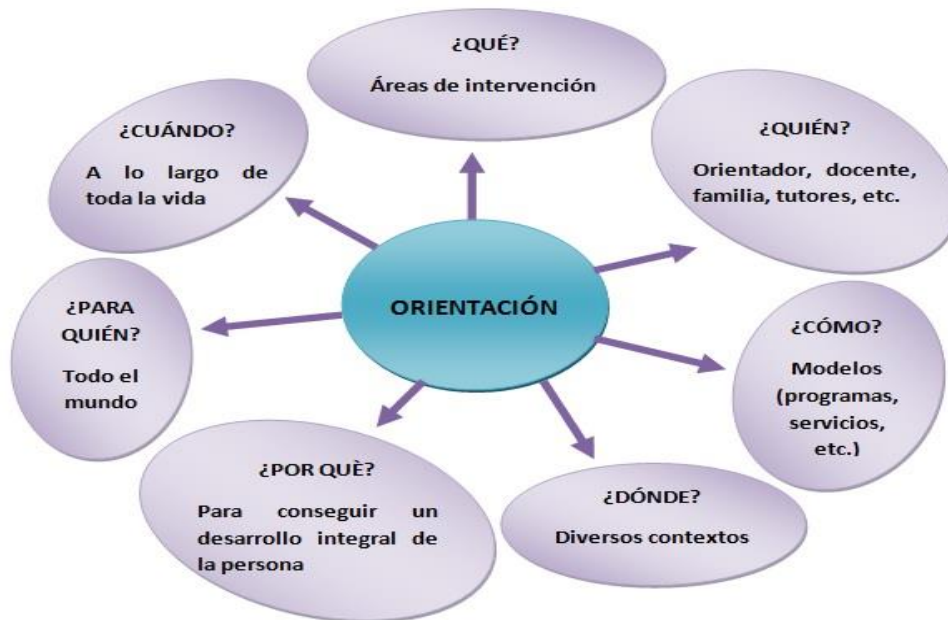 ¿QUÉ?
Áreas de intervención
¿QUIÉN?
Orientador, docente,
familia, tutores, etc.
¿CÓMO?
Modelos
(programas,
servicios,
etc.)
¿DÓNDE?
Diversos contextos
¿POR QUÈ?
Para conseguir un
desarrollo integral de
la persona
¿PARA
QUIÉN?
Todo el
mundo
¿CUÁNDO?
A lo largo de
toda la vida
ORIENTACIÓN